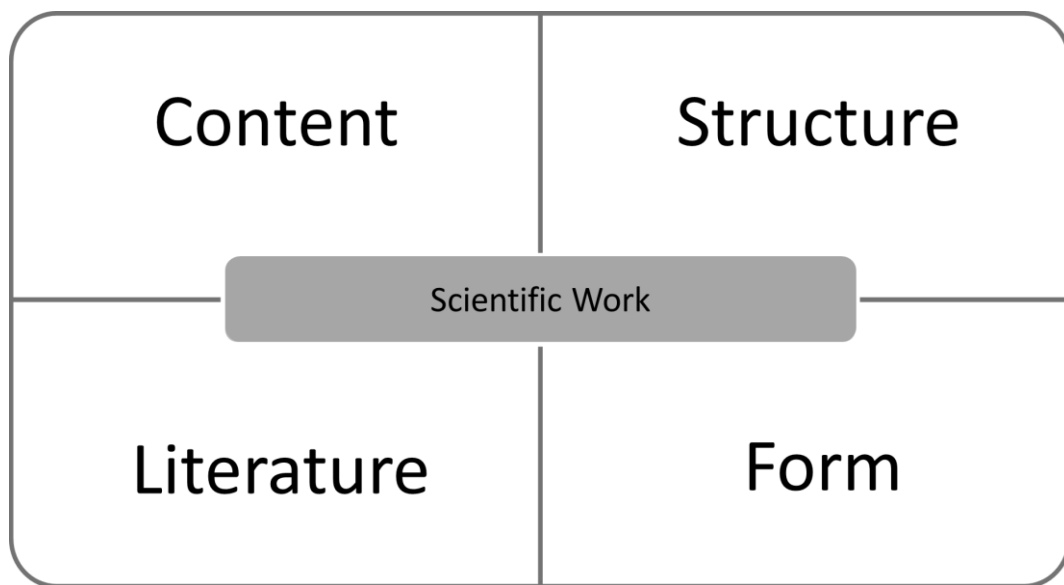 Content
Structure
Scientific Work
Literature
Form